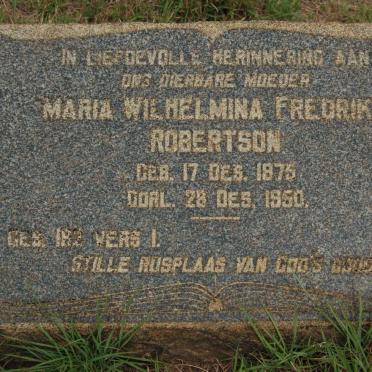 IN LIEFDEVOLLE HERINNERING AAN
ONS DIERBARE MOEDER
MARIA WILHELMINA FREDRIK
ROBERTSON
GEB. 17 DES. 1875
OORL. 28 DES. 1950.
GES. 182 VERS 1.
STILLE RUSPLAAS VAN GOD'S